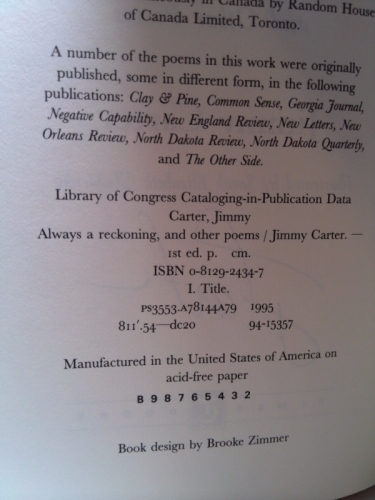 in Canada by Random House
of Canada Limited, Toronto.
A number of the poems in this work were originally
published, some in different form, in the following
publications: Clay & Pine, Common Sense, Georgia Journal,
Negative Capability, New England Review, New Letters, New
Orleans Review, North Dakota Review, North Dakota Quarterly,
and The Other Side.
Library of Congress Cataloging-in-Publication Data
Carter, Jimmy
Always a reckoning, and other poems / Jimmy Carter. —
1st ed. p. cm.
ISBN 0-8129-2434-7
I. Title.
PS3553.A78144A79 1995
811'.54—dc20 94-15357
Manufactured in the United States of America on
acid-free paper
B 9 8 7 6 5 4 3 2
Book design by Brooke Zimmer